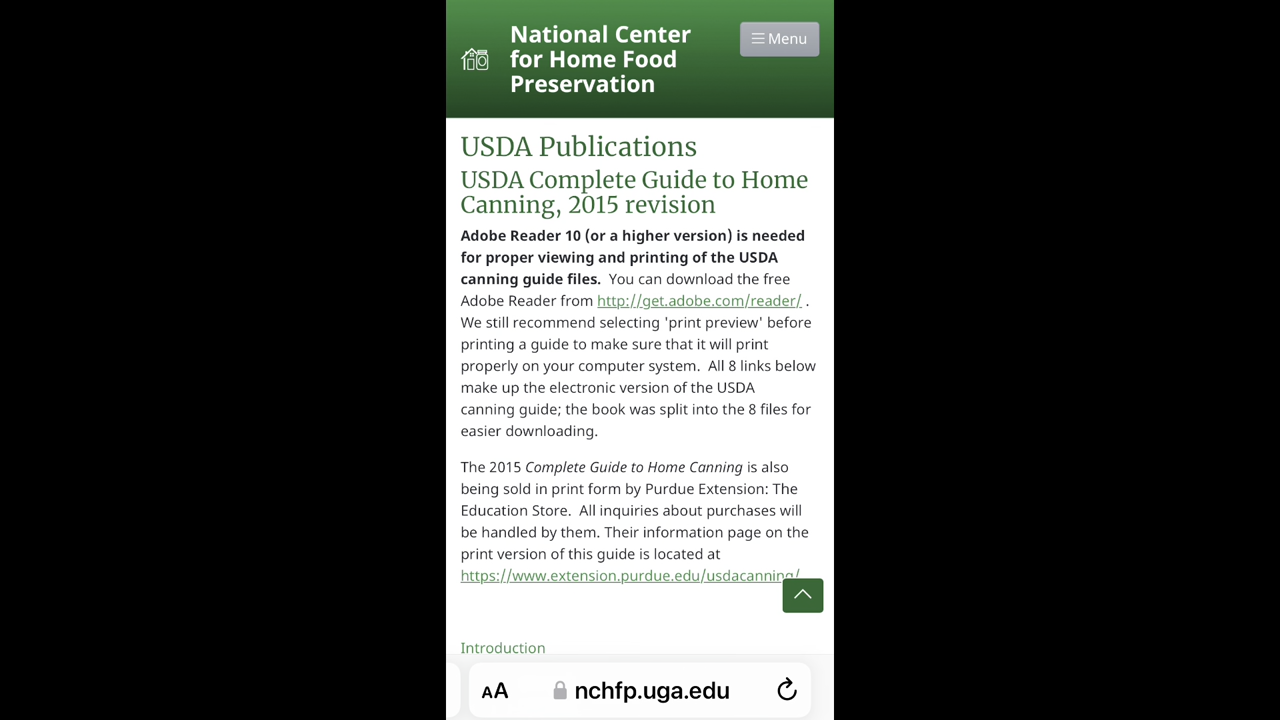 National Center
for Home Food
Preservation
Menu
USDA Publications
USDA Complete Guide to Home
Canning, 2015 revision
Adobe Reader 10 (or a higher version) is needed
for proper viewing and printing of the USDA
canning guide files.  You can download the free
Adobe Reader from http://get.adobe.com/reader/ .
We still recommend selecting 'print preview' before
printing a guide to make sure that it will print
properly on your computer system.  All 8 links below
make up the electronic version of the USDA
canning guide; the book was split into the 8 files for
easier downloading.
The 2015 Complete Guide to Home Canning is also
being sold in print form by Purdue Extension: The
Education Store.  All inquiries about purchases will
be handled by them. Their information page on the
print version of this guide is located at
https://www.extension.purdue.edu/usdacanning/
Introduction
AA nchfp.uga.edu